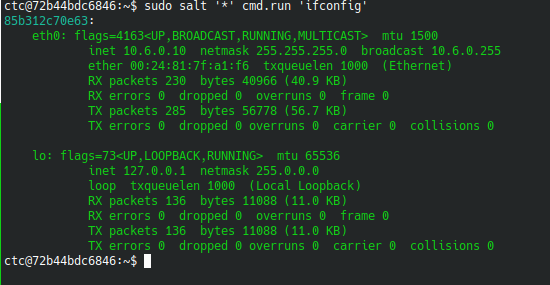 ctc@72b44bdc6846:~$ sudo salt '*' cmd.run 'ifconfig'
85b312c70e63:
    eth0: flags=4163<UP,BROADCAST,RUNNING,MULTICAST>  mtu 1500
            inet 10.6.0.10  netmask 255.255.255.0  broadcast 10.6.0.255
            ether 00:24:81:7f:a1:f6  txqueuelen 1000  (Ethernet)
            RX packets 230  bytes 40966 (40.9 KB)
            RX errors 0  dropped 0  overruns 0  frame 0
            TX packets 285  bytes 56778 (56.7 KB)
            TX errors 0  dropped 0 overruns 0  carrier 0  collisions 0

    lo: flags=73<UP,LOOPBACK,RUNNING>  mtu 65536
            inet 127.0.0.1  netmask 255.0.0.0
            loop  txqueuelen 1000  (Local Loopback)
            RX packets 136  bytes 11088 (11.0 KB)
            RX errors 0  dropped 0  overruns 0  frame 0
            TX packets 136  bytes 11088 (11.0 KB)
            TX errors 0  dropped 0 overruns 0  carrier 0  collisions 0
ctc@72b44bdc6846:~$